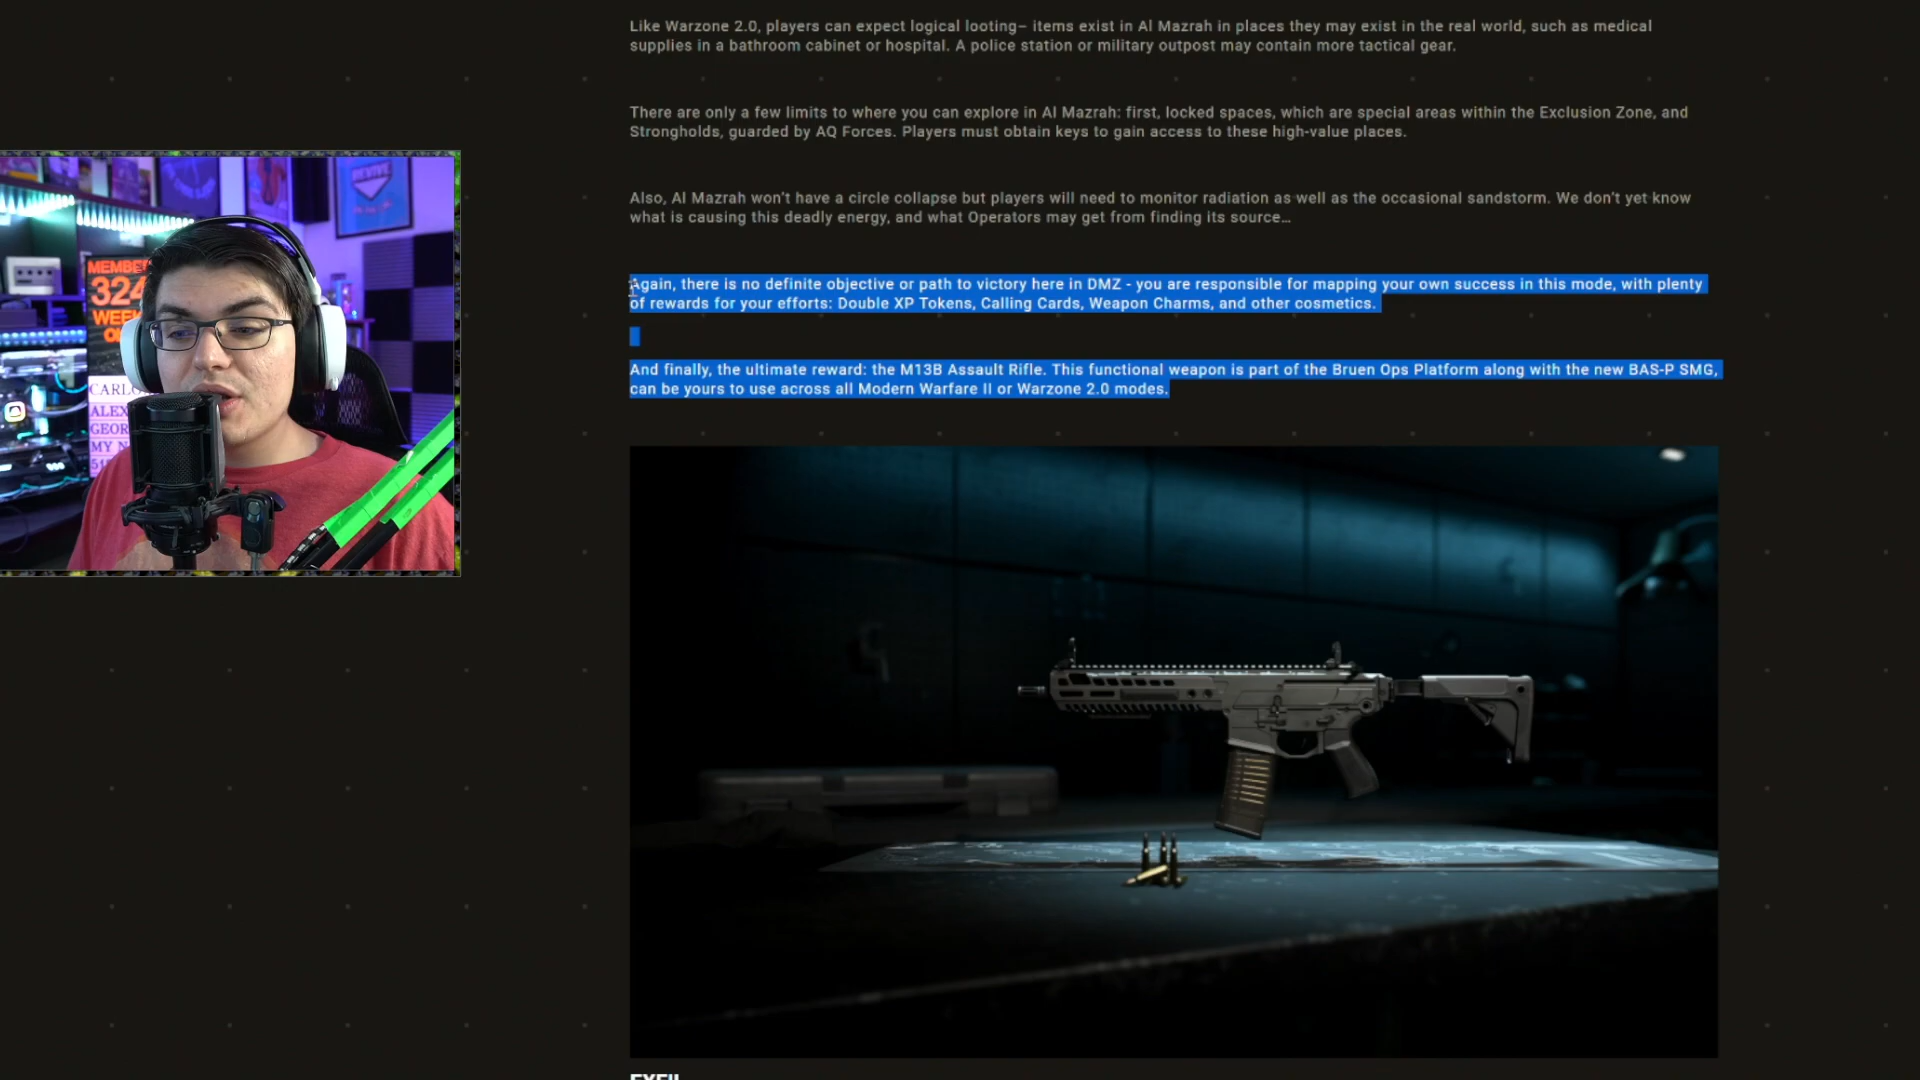 Like Warzone 2.0, players can expect logical looting– items exist in Al Mazrah in places they may exist in the real world, such as medical
supplies in a bathroom cabinet or hospital. A police station or military outpost may contain more tactical gear.
There are only a few limits to where you can explore in Al Mazrah: first, locked spaces, which are special areas within the Exclusion Zone, and
Strongholds, guarded by AQ Forces. Players must obtain keys to gain access to these high-value places.
Also, Al Mazrah won't have a circle collapse but players will need to monitor radiation as well as the occasional sandstorm. We don't yet know
what is causing this deadly energy, and what Operators may get from finding its source…
Again, there is no definite objective or path to victory here in DMZ - you are responsible for mapping your own success in this mode, with plenty
of rewards for your efforts: Double XP Tokens, Calling Cards, Weapon Charms, and other cosmetics.
And finally, the ultimate reward: the M13B Assault Rifle. This functional weapon is part of the Bruen Ops Platform along with the new BAS-P SMG,
can be yours to use across all Modern Warfare II or Warzone 2.0 modes.
REVIVE
324